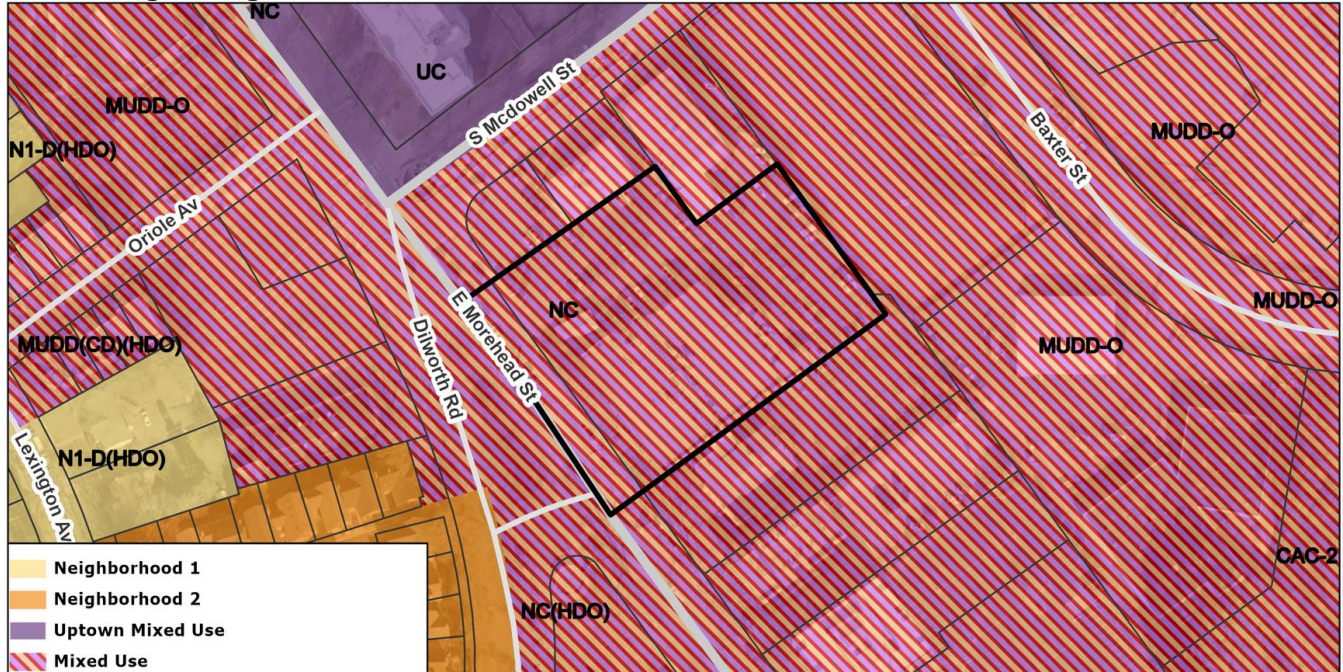 NC
UC
S Mcdowell St
MUDD-O
Baxter St
MUDD-O
N1-D(HDO)
Oriole Av
E Morehead St
NC
MUDD-O
MUDD(CD)(HDO)
Dilworth Rd
MUDD-O
Lexington Av
N1-D(HDO)
CAC-2
NC(HDO)
Neighborhood 1
Neighborhood 2
Uptown Mixed Use
Mixed Use